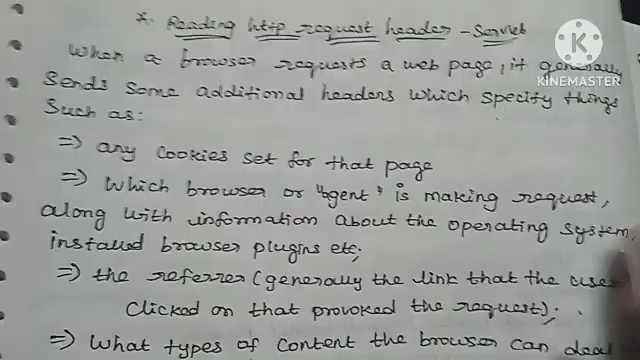 *. Reading http request header - Servlet
When a browser requests a web page, it generally
Sends some additional headers which specify things
Such as:
⇒ any cookies set for that page
⇒ which browser or "agent" is making request,
along with information about the operating system,
installed browser plugins etc;
⇒ the referrer (generally the link that the user
clicked on that provoked the request);
⇒ What types of content the browser can deal
KINEMASTER